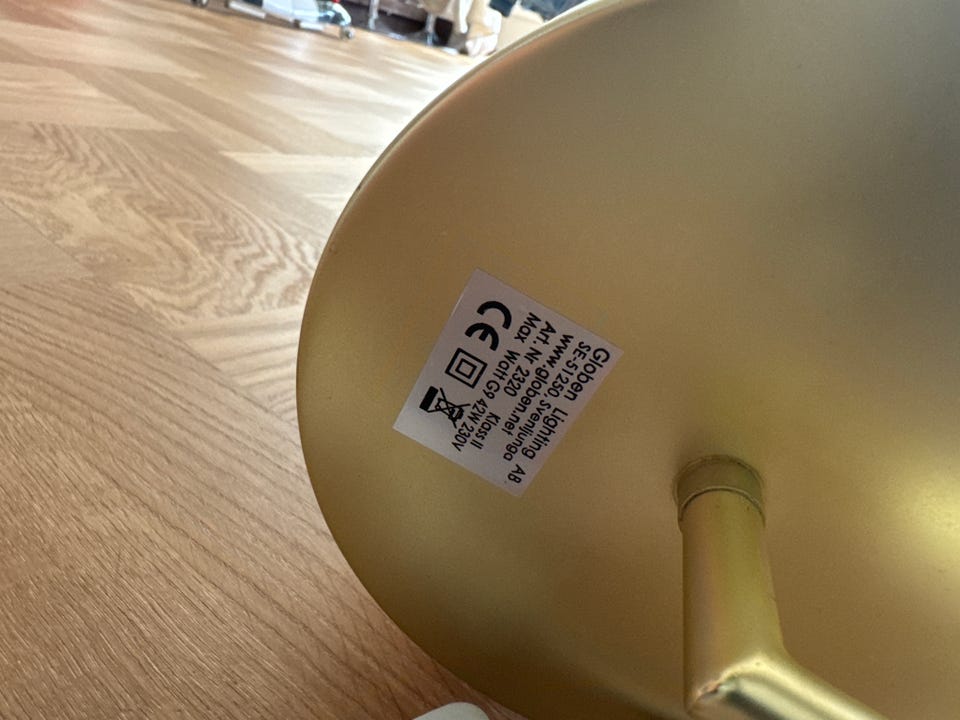 Globen Lighting AB.
SE-51250, Svenljunga
www.globen.net
Art. Nr 2320 Klass II
Max Watt G9 42W 230V
CE